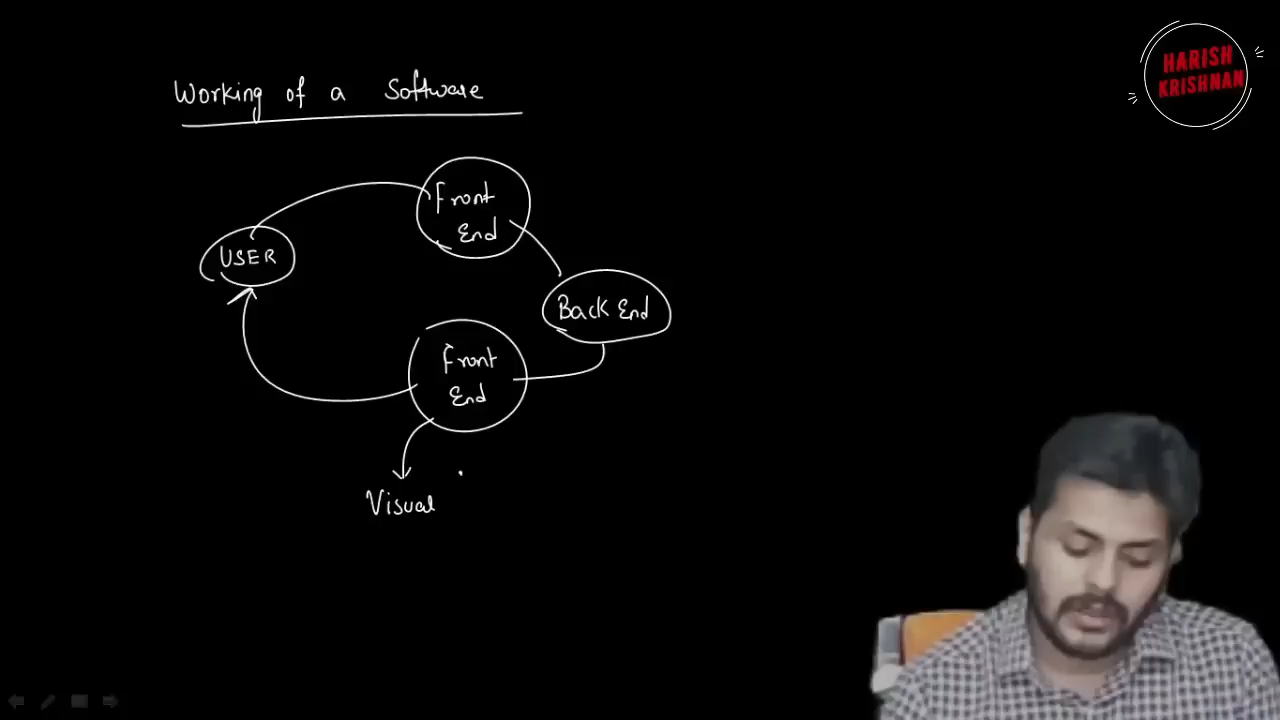 Working of a Software
HARISH
KRISHNAN
Front
End
USER
Back End
Front
End
Visual